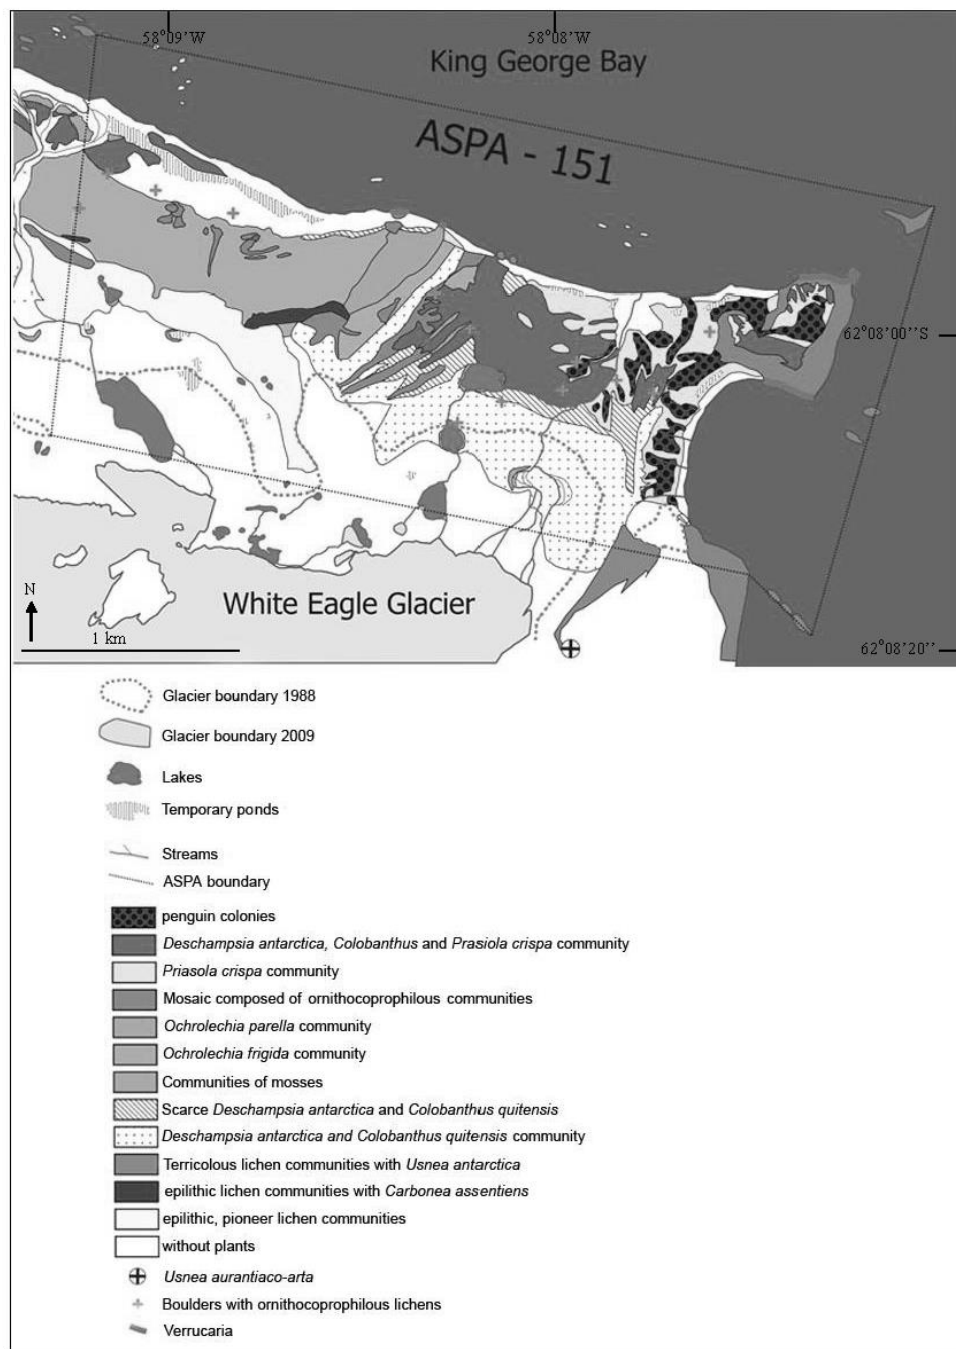 58°09'W
58°08'W
King George Bay
ASPA - 151
62°08'00''S
White Eagle Glacier
N
1 km
62°08'20''
Glacier boundary 1988
Glacier boundary 2009
Lakes
Temporary ponds
Streams
ASPA boundary
penguin colonies
Deschampsia antarctica, Colobanthus and Prasiola crispa community
Priasola crispa community
Mosaic composed of ornithocoprophilous communities
Ochrolechia parella community
Ochrolechia frigida community
Communities of mosses
Scarce Deschampsia antarctica and Colobanthus quitensis
Deschampsia antarctica and Colobanthus quitensis community
Terricolous lichen communities with Usnea antarctica
epilithic lichen communities with Carbonea assentiens
epilithic, pioneer lichen communities
without plants
Usnea aurantiaco-arta
Boulders with ornithocoprophilous lichens
Verrucaria